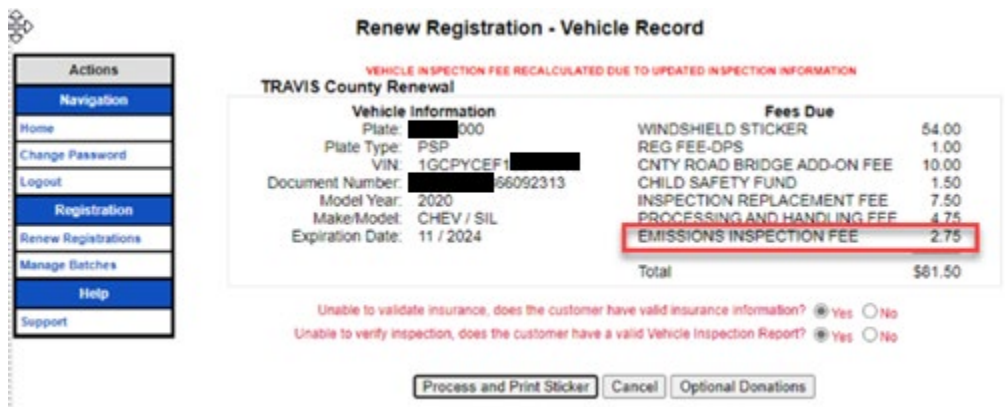 Renew Registration - Vehicle Record
Actions
Navigation
Home
Change Password
Logout
Registration
Renew Registrations
Manage Batches
Help
Support
VEHICLE INSPECTION FEE RECALCULATED DUE TO UPDATED INSPECTION INFORMATION
TRAVIS County Renewal
Vehicle Information
Plate: 000
Plate Type: PSP
VIN: 1GCPYCEF1
Document Number: 66092313
Model Year: 2020
Make/Model: CHEV / SIL
Expiration Date: 11 / 2024
Fees Due
WINDSHIELD STICKER 54.00
REG FEE-DPS 1.00
CNTY ROAD BRIDGE ADD-ON FEE 10.00
CHILD SAFETY FUND 1.50
INSPECTION REPLACEMENT FEE 7.50
PROCESSING AND HANDLING FEE 4.75
EMISSIONS INSPECTION FEE 2.75
Total $81.50
Unable to validate insurance, does the customer have valid insurance information? Yes No
Unable to verify inspection, does the customer have a valid Vehicle Inspection Report? Yes No
Process and Print Sticker Cancel Optional Donations